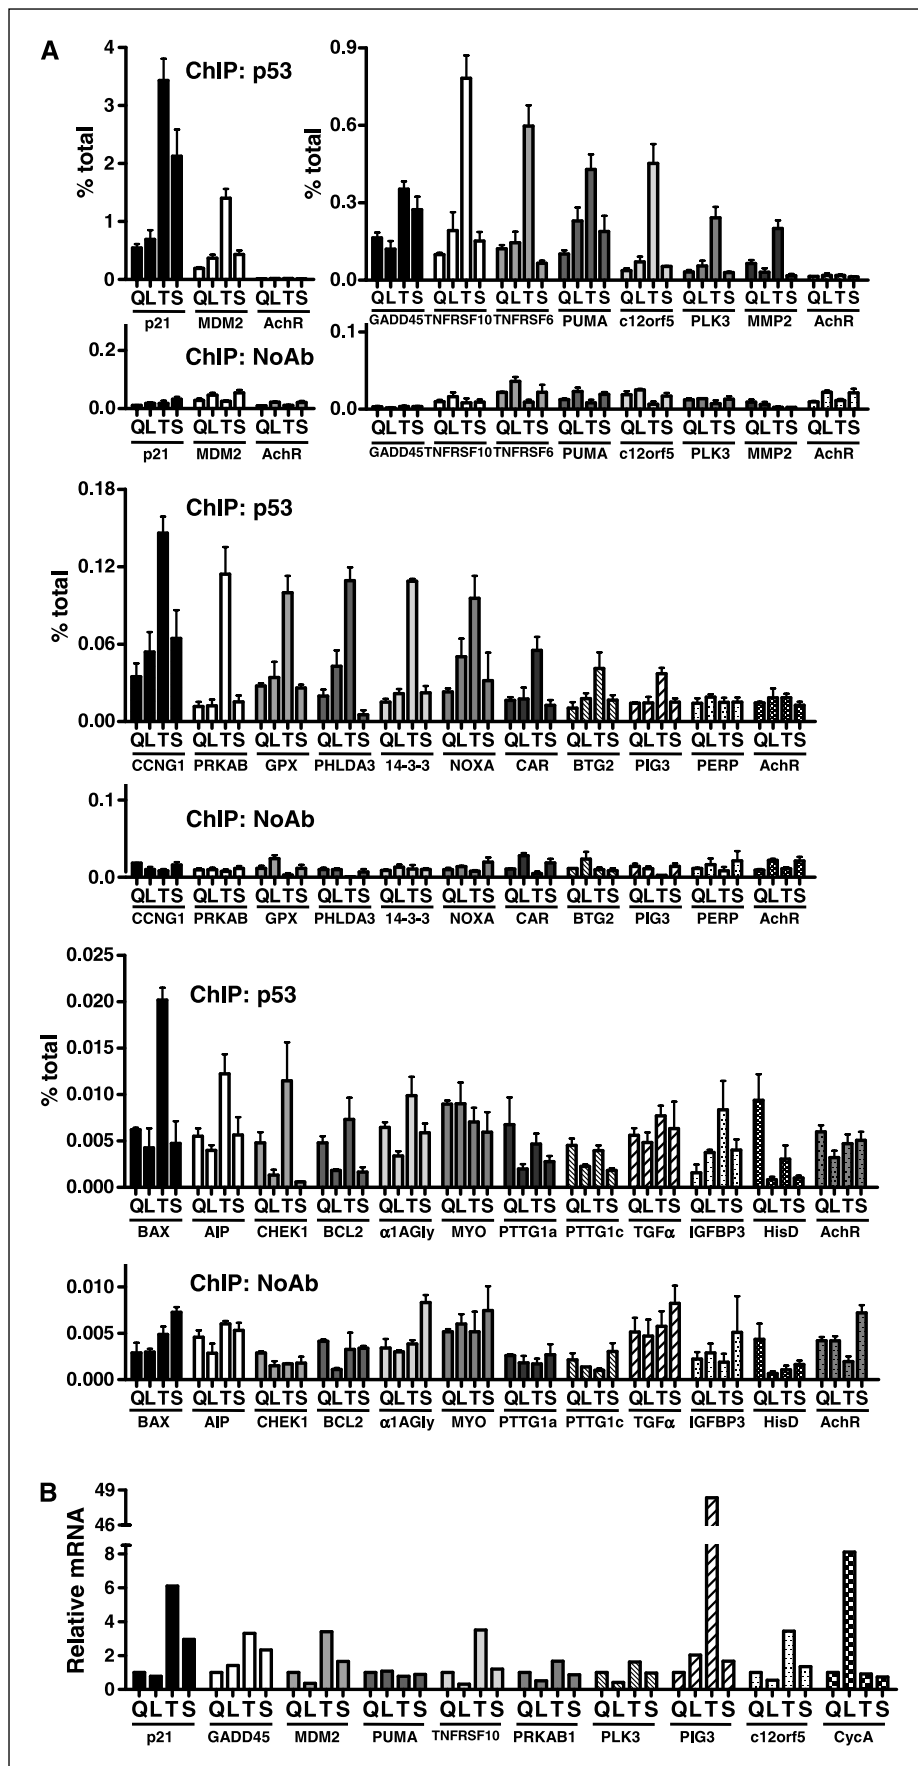 A
ChIP: p53
% total
4
3
2
1
0
QLTS QLTS QLTS
p21 MDM2 AchR
% total
0.9
0.6
0.3
0.0
QLTS QLTS QLTS QLTS QLTS QLTS QLTS QLTS
GADD45 TNFRSF10 TNFRSF6 PUMA c12orf5 PLK3 MMP2 AchR
ChIP: NoAb
0.2
0.0
QLTS QLTS QLTS
p21 MDM2 AchR
0.1
0.0
QLTS QLTS QLTS QLTS QLTS QLTS QLTS QLTS
GADD45 TNFRSF10 TNFRSF6 PUMA c12orf5 PLK3 MMP2 AchR
ChIP: p53
% total
0.18
0.12
0.06
0.00
QLTS QLTS QLTS QLTS QLTS QLTS QLTS QLTS QLTS QLTS QLTS
CCNG1 PRKAB GPX PHLDA3 14-3-3 NOXA CAR BTG2 PIG3 PERP AchR
ChIP: NoAb
0.1
0.0
QLTS QLTS QLTS QLTS QLTS QLTS QLTS QLTS QLTS QLTS QLTS
CCNG1 PRKAB GPX PHLDA3 14-3-3 NOXA CAR BTG2 PIG3 PERP AchR
ChIP: p53
% total
0.025
0.020
0.015
0.010
0.005
0.000
QLTS QLTS QLTS QLTS QLTS QLTS QLTS QLTS QLTS QLTS QLTS QLTS
BAX AIP CHEK1 BCL2 α1AGly MYO PTTG1a PTTG1c TGFα IGFBP3 HisD AchR
ChIP: NoAb
0.010
0.005
0.000
QLTS QLTS QLTS QLTS QLTS QLTS QLTS QLTS QLTS QLTS QLTS QLTS
BAX AIP CHEK1 BCL2 α1AGly MYO PTTG1a PTTG1c TGFα IGFBP3 HisD AchR
B
Relative mRNA
49
46
8
6
4
2
0
QLTS QLTS QLTS QLTS QLTS QLTS QLTS QLTS QLTS QLTS
p21 GADD45 MDM2 PUMA TNFRSF10 PRKAB1 PLK3 PIG3 c12orf5 CycA